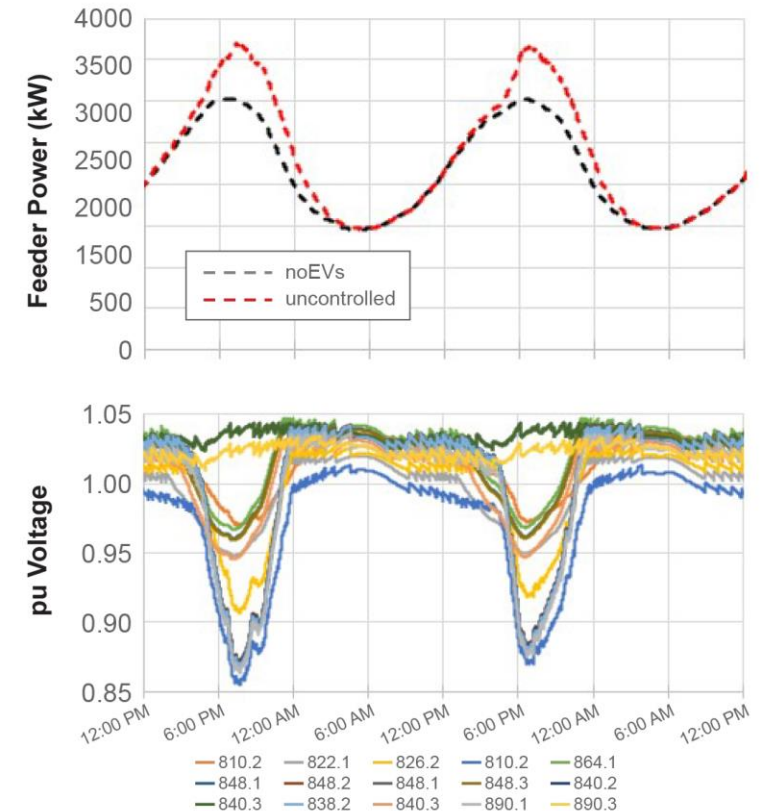 4000
3500
3000
2500
2000
1500
500
0
Feeder Power (kW)
noEVs
uncontrolled
1.05
1.00
0.95
0.90
0.85
pu Voltage
12:00 PM 6:00 PM 12:00 AM 6:00 AM 12:00 PM 6:00 PM 12:00 AM 6:00 AM 12:00 PM
810.2 822.1 826.2 810.2 864.1
848.1 848.2 848.1 848.3 840.2
840.3 838.2 840.3 890.1 890.3